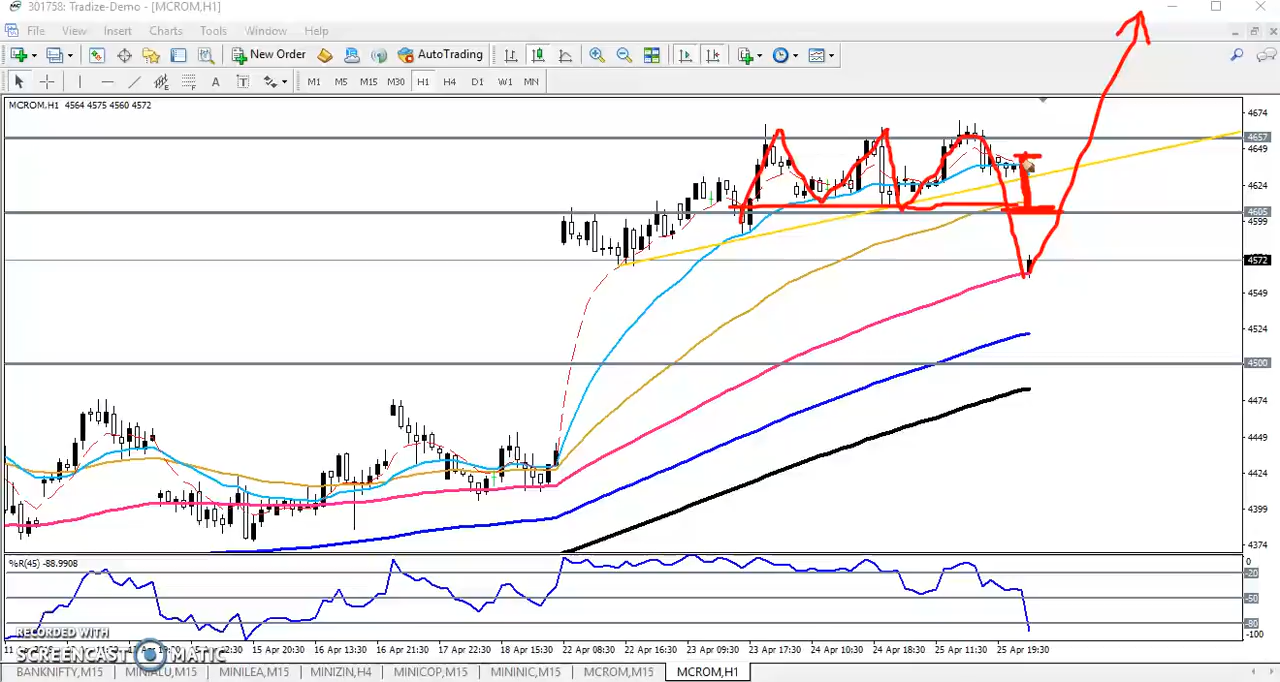 301758: Tradize-Demo - [MCROM,H1]
File View Insert Charts Tools Window Help
New Order AutoTrading
A T M1 M5 M15 M30 H1 H4 D1 W1 MN
MCROM,H1 4564 4575 4560 4572
4674
4657
4649
4624
4605
4599
4572
4549
4524
4500
4474
4449
4424
4399
4374
%R(45) -88.9908
0
-20
-50
-80
-100
15 Apr 20:30 16 Apr 13:30 16 Apr 21:30 17 Apr 22:30 18 Apr 15:30 22 Apr 08:30 22 Apr 16:30 23 Apr 09:30 23 Apr 17:30 24 Apr 10:30 24 Apr 18:30 25 Apr 11:30 25 Apr 19:30
RECORDED WITH
SCREENCAST MATIC
BANKNIFTY,M15 MINIALU,M15 MINILEA,M15 MINIZIN,H4 MINICOP,M15 MININIC,M15 MCROM,M15 MCROM,H1